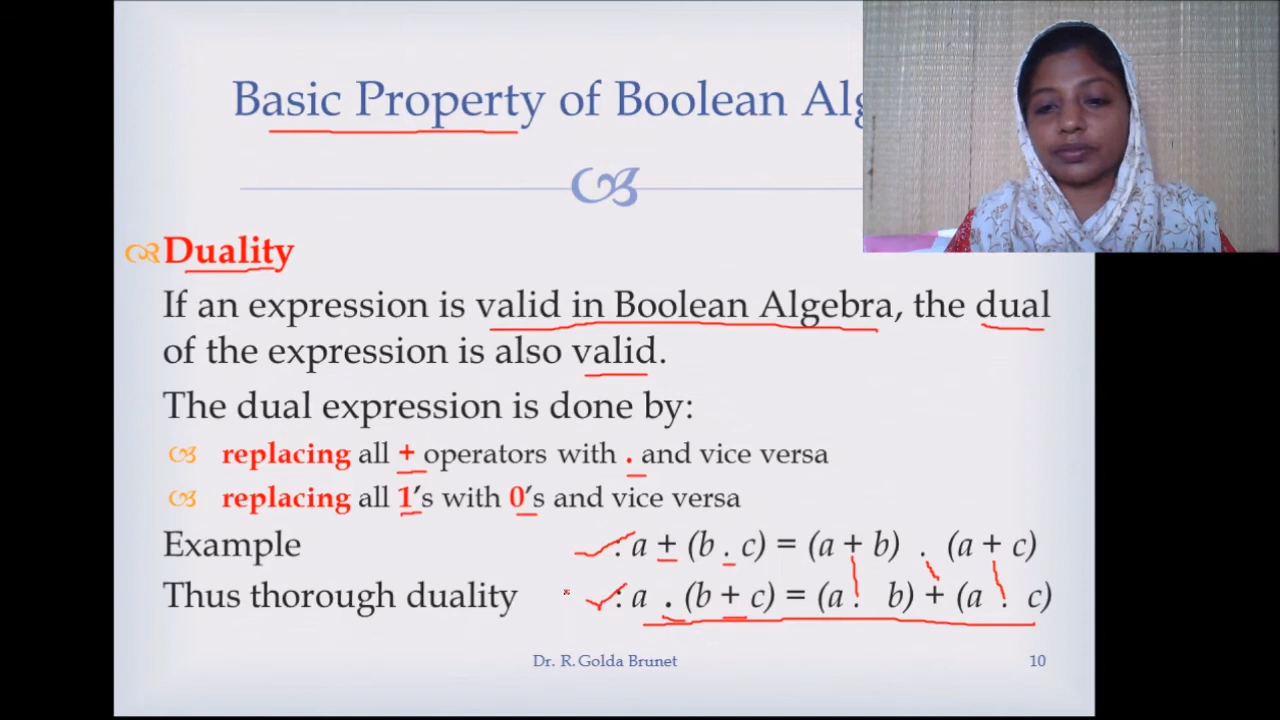 Basic Property of Boolean Alg
Duality
If an expression is valid in Boolean Algebra, the dual
of the expression is also valid.
The dual expression is done by:
replacing all + operators with . and vice versa
replacing all 1's with 0's and vice versa
Example : a + (b . c) = (a + b) . (a + c)
Thus thorough duality : a . (b + c) = (a . b) + (a . c)
Dr. R. Golda Brunet 10